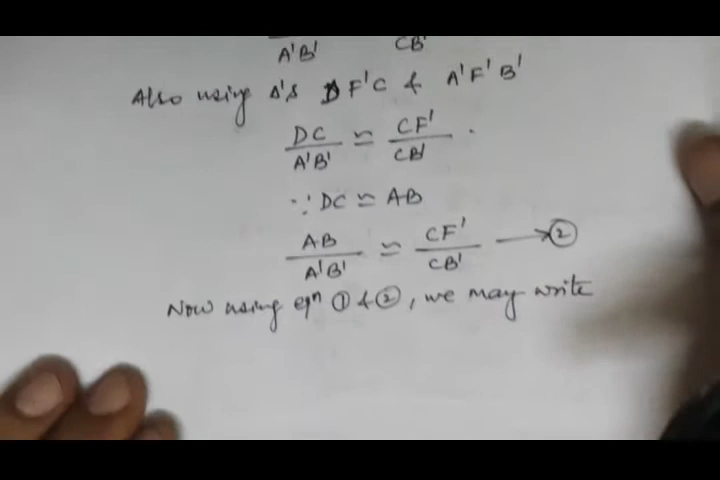 A'B' CB'
Also using Δ's DF'C & A'F'B'
DC/A'B' ≃ CF'/CB' .
∵ DC ≃ AB
AB/A'B' ≃ CF'/CB' → ②
Now using eqⁿ ① & ②, we may write